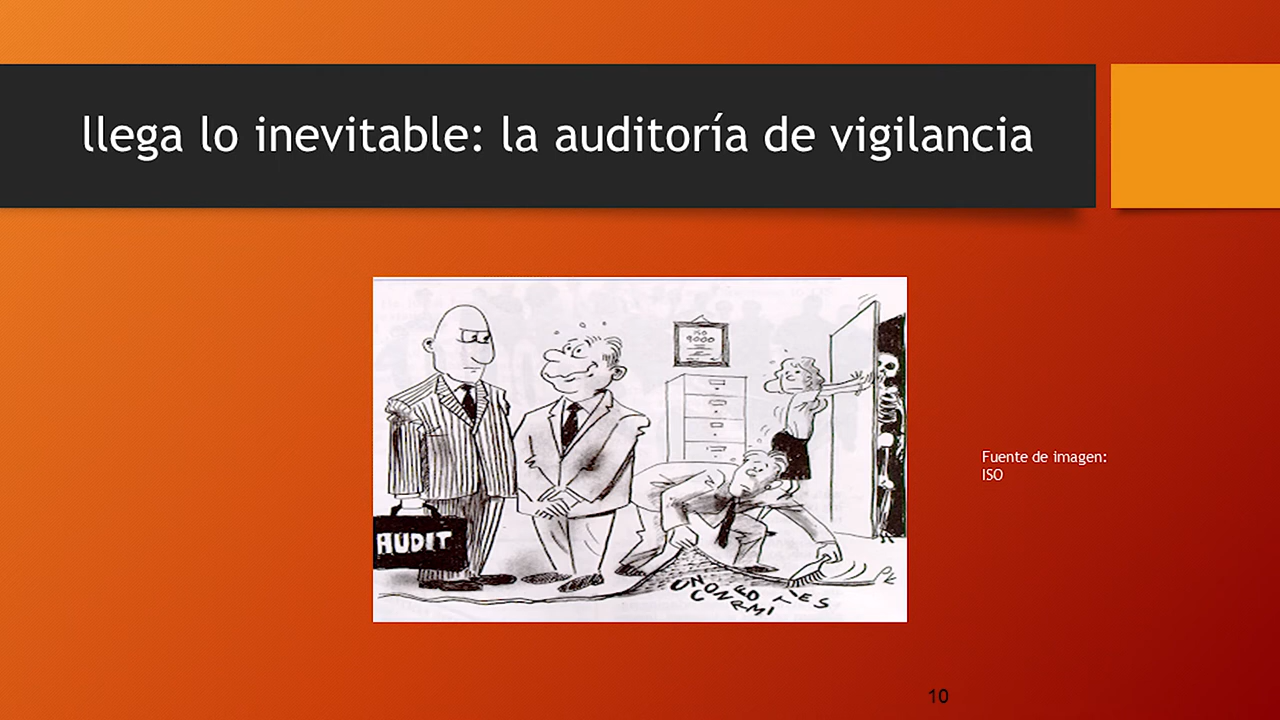 llega lo inevitable: la auditoría de vigilancia
ISO
9000
AUDIT
Fuente de imagen:
ISO
10